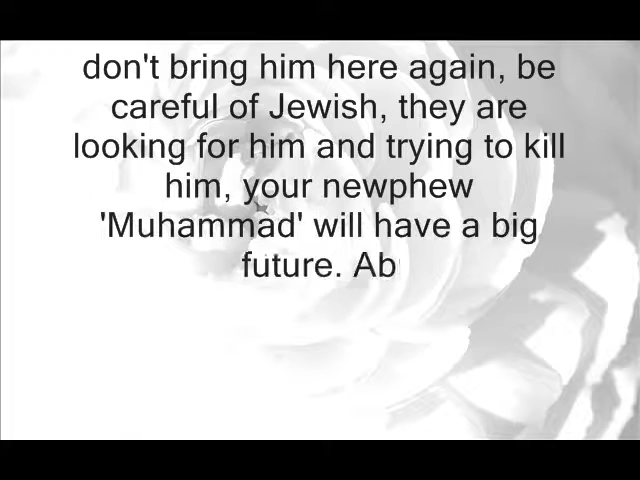 don't bring him here again, be
careful of Jewish, they are
looking for him and trying to kill
him, your newphew
'Muhammad' will have a big
future. Ab